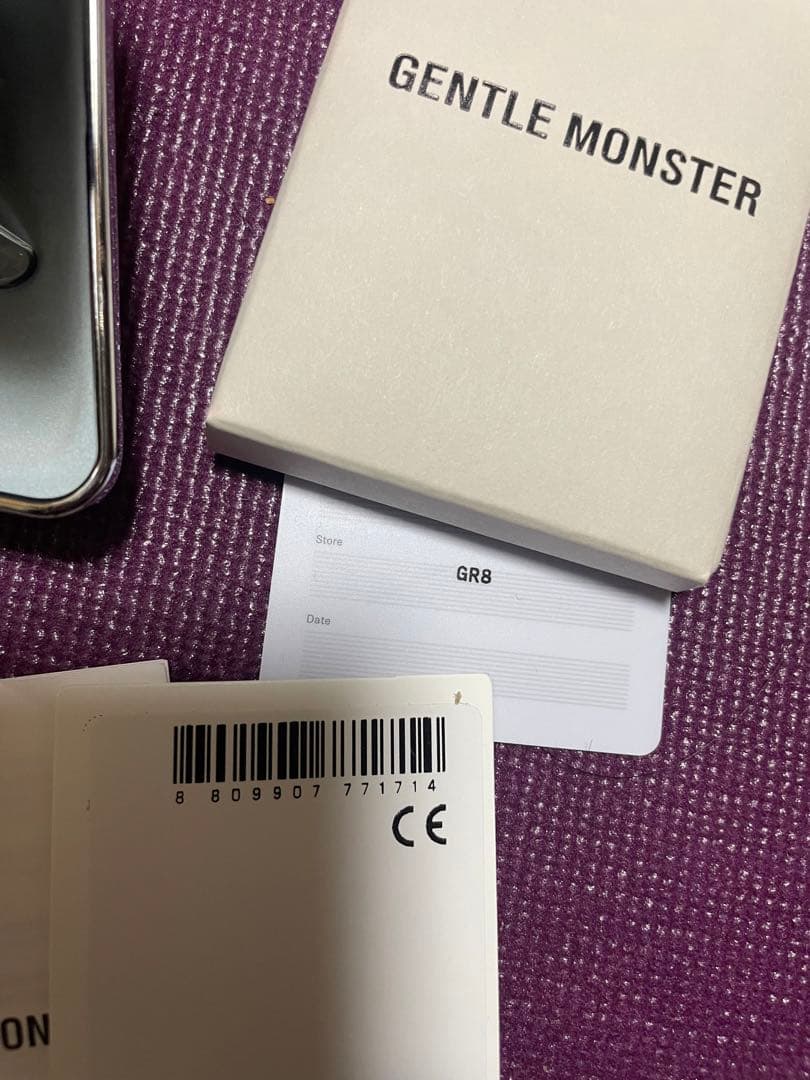 GENTLE MONSTER
Store
GR8
Date
8 809907 771714
CE
ON